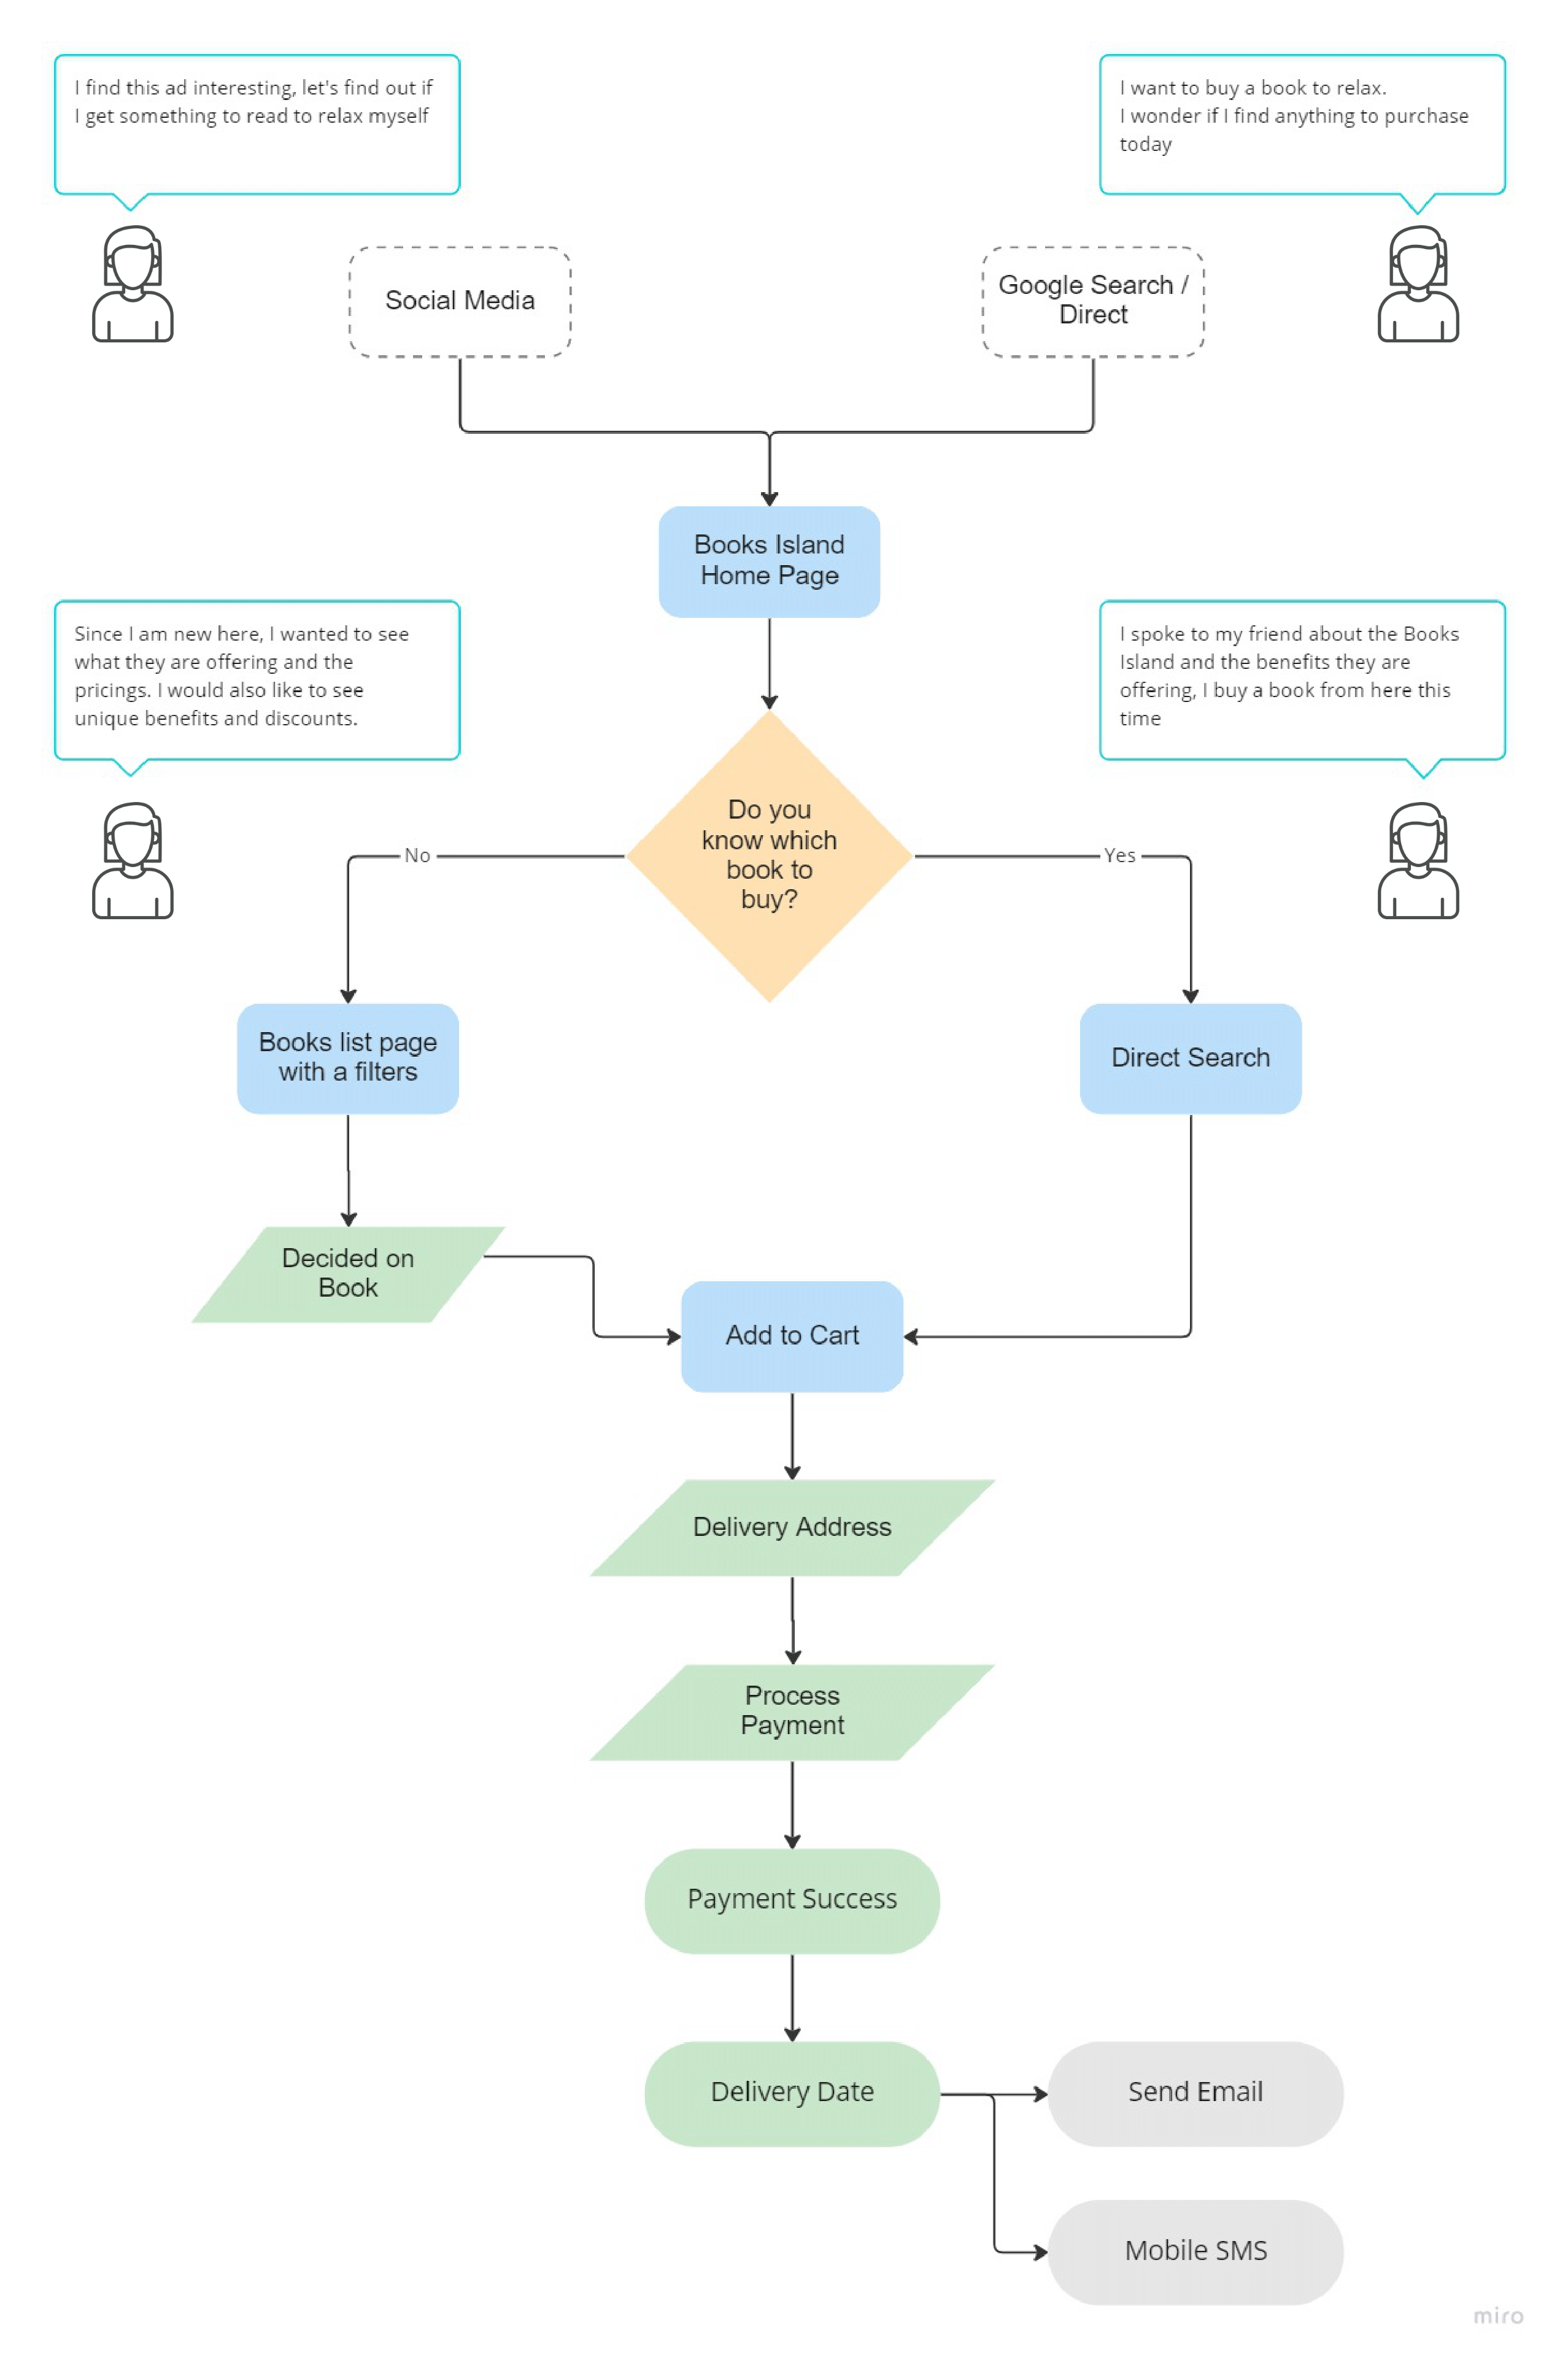 I find this ad interesting, let's find out if
I get something to read to relax myself
I want to buy a book to relax.
I wonder if I find anything to purchase
today
Social Media
Google Search /
Direct
Books Island
Home Page
Since I am new here, I wanted to see
what they are offering and the
pricings. I would also like to see
unique benefits and discounts.
I spoke to my friend about the Books
Island and the benefits they are
offering, I buy a book from here this
time
Do you
know which
book to
buy?
No
Yes
Books list page
with a filters
Direct Search
Decided on
Book
Add to Cart
Delivery Address
Process
Payment
Payment Success
Delivery Date
Send Email
Mobile SMS
miro